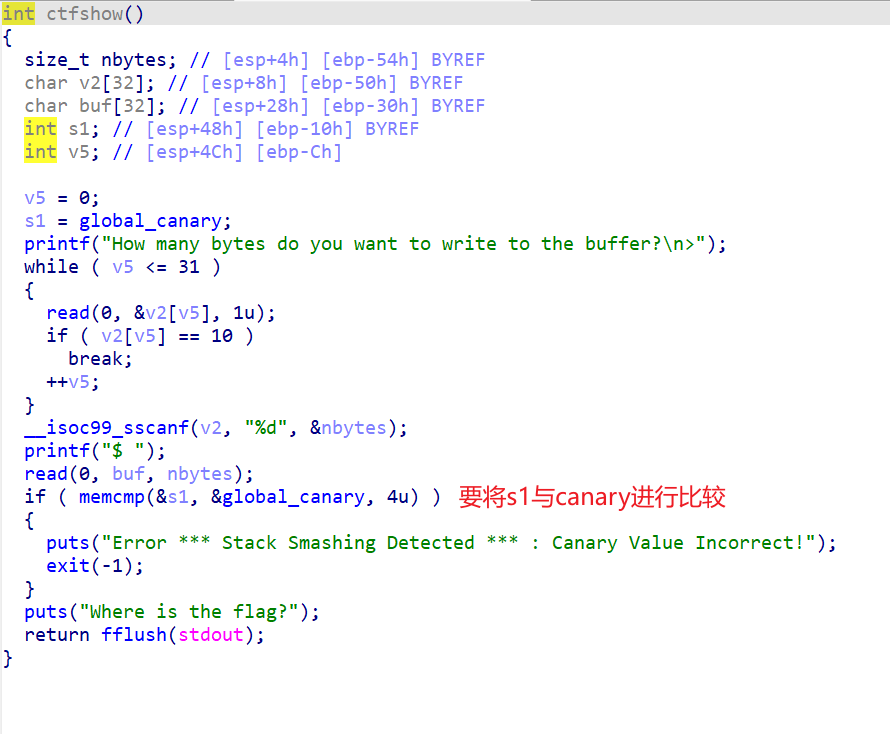 int ctfshow()
{
  size_t nbytes; // [esp+4h] [ebp-54h] BYREF
  char v2[32]; // [esp+8h] [ebp-50h] BYREF
  char buf[32]; // [esp+28h] [ebp-30h] BYREF
  int s1; // [esp+48h] [ebp-10h] BYREF
  int v5; // [esp+4Ch] [ebp-Ch]

  v5 = 0;
  s1 = global_canary;
  printf("How many bytes do you want to write to the buffer?\n>");
  while ( v5 <= 31 )
  {
    read(0, &v2[v5], 1u);
    if ( v2[v5] == 10 )
      break;
    ++v5;
  }
  __isoc99_sscanf(v2, "%d", &nbytes);
  printf("$ ");
  read(0, buf, nbytes);
  if ( memcmp(&s1, &global_canary, 4u) ) 要将s1与canary进行比较
  {
    puts("Error *** Stack Smashing Detected *** : Canary Value Incorrect!");
    exit(-1);
  }
  puts("Where is the flag?");
  return fflush(stdout);
}